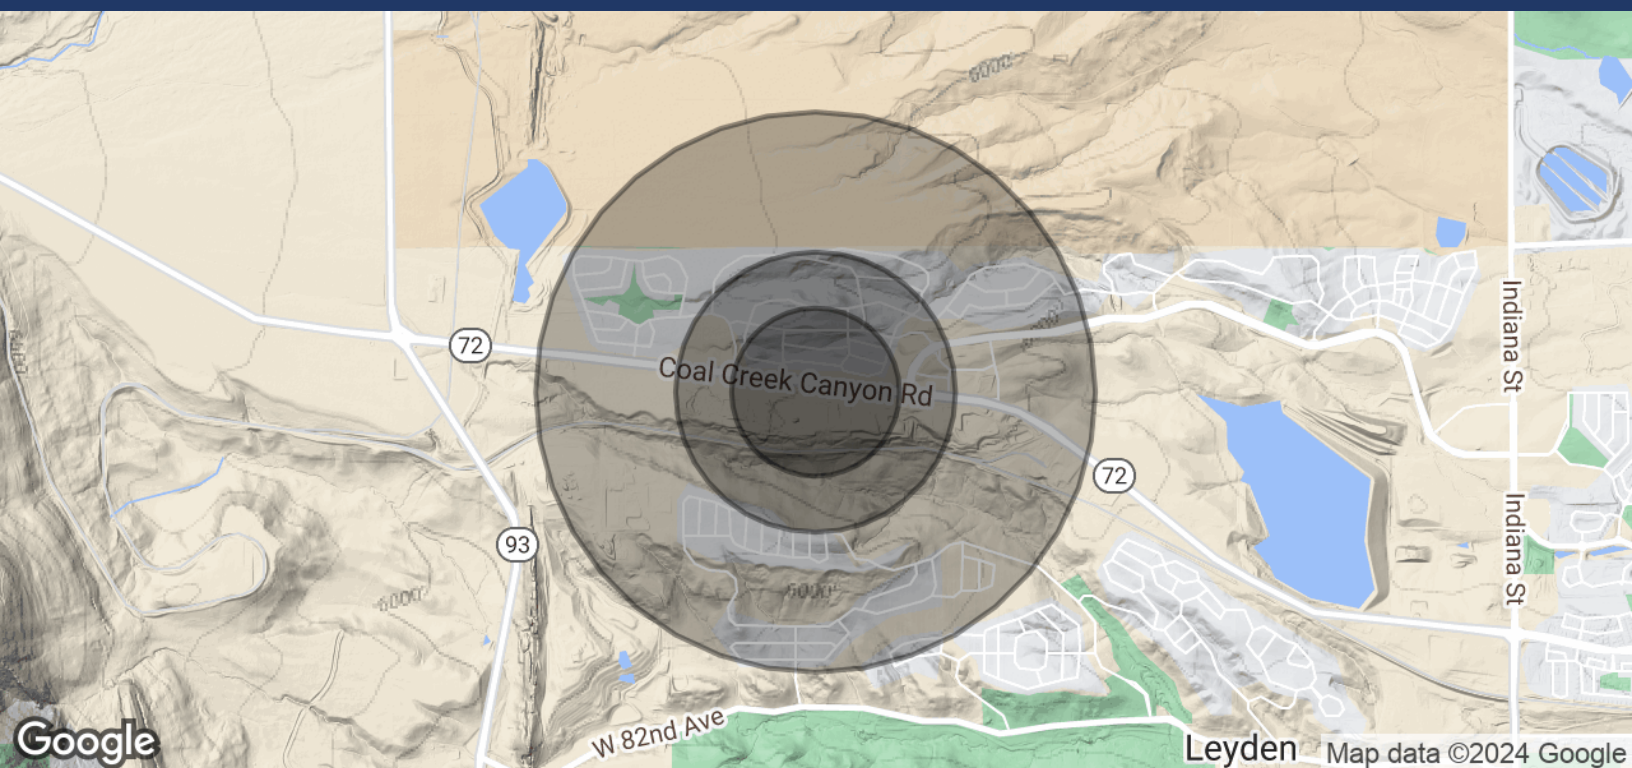 6000'
Indiana St
72
Coal Creek Canyon Rd
72
Indiana St
93
6000'
6000'
W 82nd Ave
Leyden
Google
Map data ©2024 Google